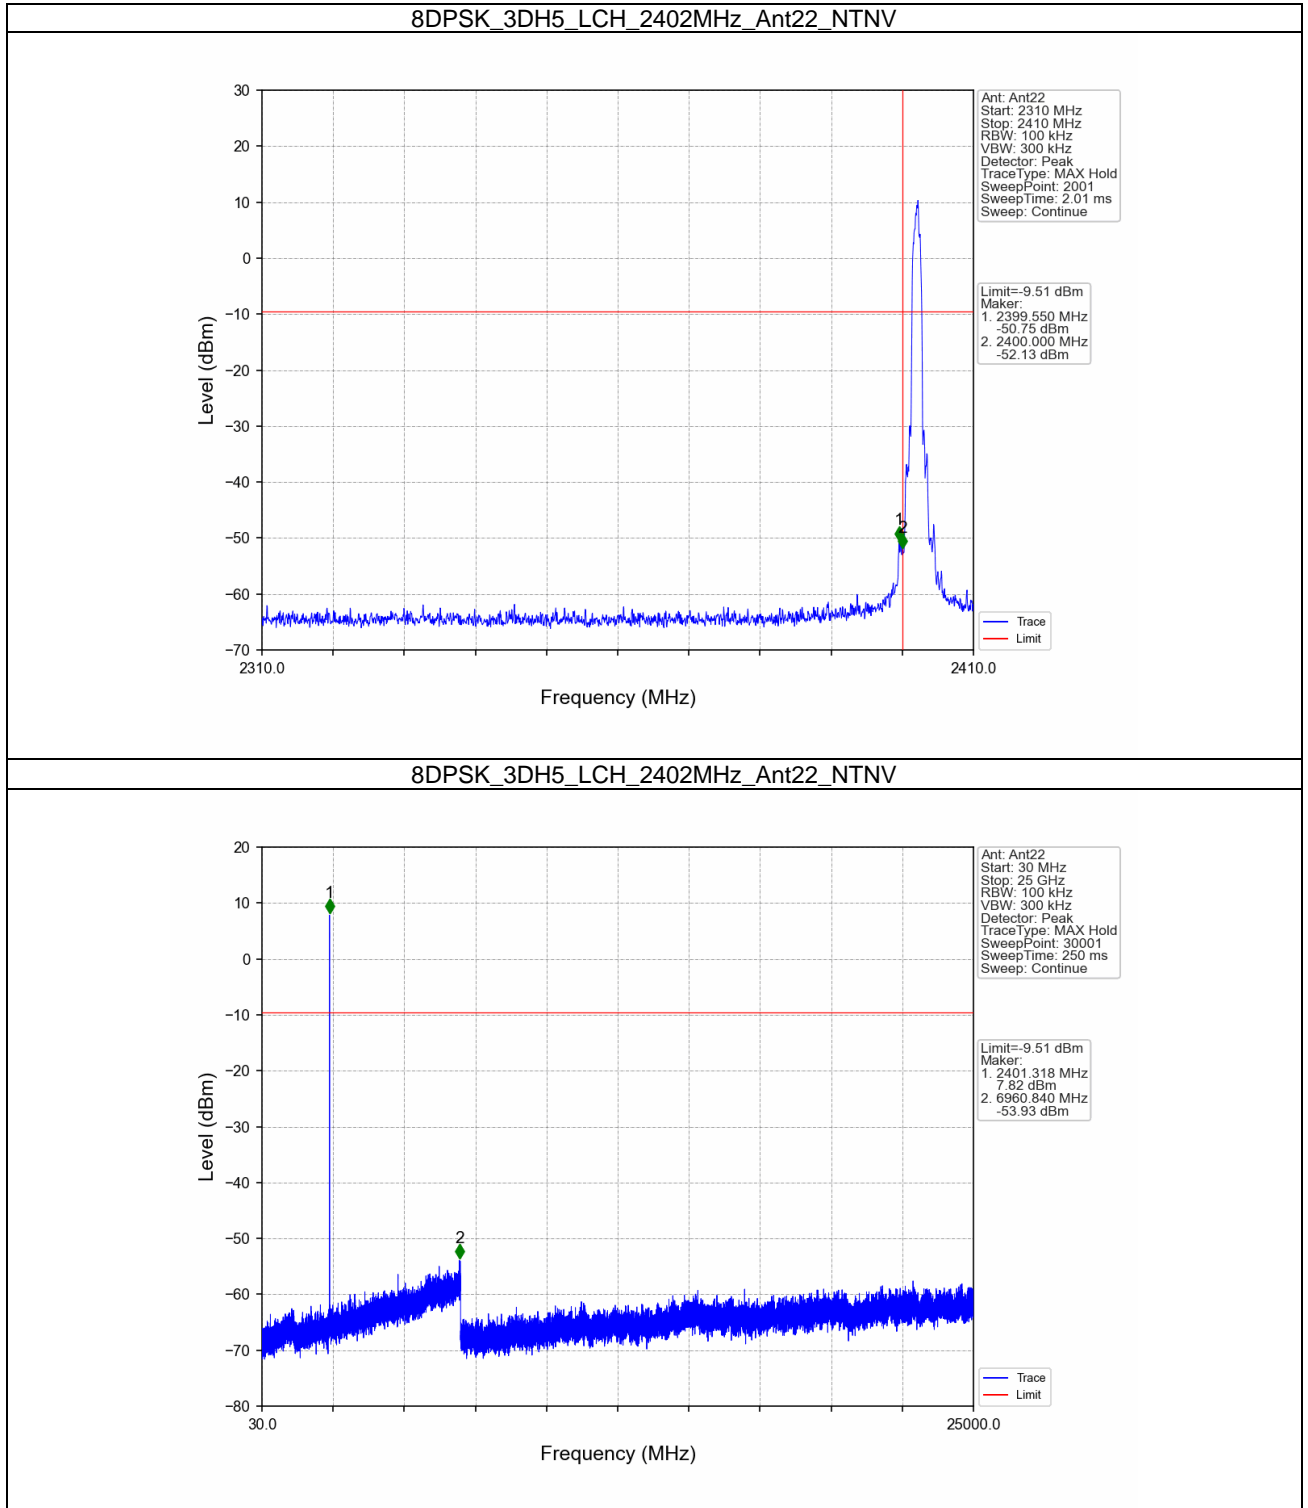 8DPSK_3DH5_LCH_2402MHz_Ant22_NTNV
30
20
10
0
−10
−20
−30
−40
−50
−60
−70
Level (dBm)
2310.0
2410.0
Frequency (MHz)
1
2
Ant: Ant22
Start: 2310 MHz
Stop: 2410 MHz
RBW: 100 kHz
VBW: 300 kHz
Detector: Peak
TraceType: MAX Hold
SweepPoint: 2001
SweepTime: 2.01 ms
Sweep: Continue
Limit=-9.51 dBm
Maker:
1. 2399.550 MHz
-50.75 dBm
2. 2400.000 MHz
-52.13 dBm
Trace
Limit
8DPSK_3DH5_LCH_2402MHz_Ant22_NTNV
20
10
0
−10
−20
−30
−40
−50
−60
−70
−80
Level (dBm)
30.0
25000.0
Frequency (MHz)
1
2
Ant: Ant22
Start: 30 MHz
Stop: 25 GHz
RBW: 100 kHz
VBW: 300 kHz
Detector: Peak
TraceType: MAX Hold
SweepPoint: 30001
SweepTime: 250 ms
Sweep: Continue
Limit=-9.51 dBm
Maker:
1. 2401.318 MHz
7.82 dBm
2. 6960.840 MHz
-53.93 dBm
Trace
Limit